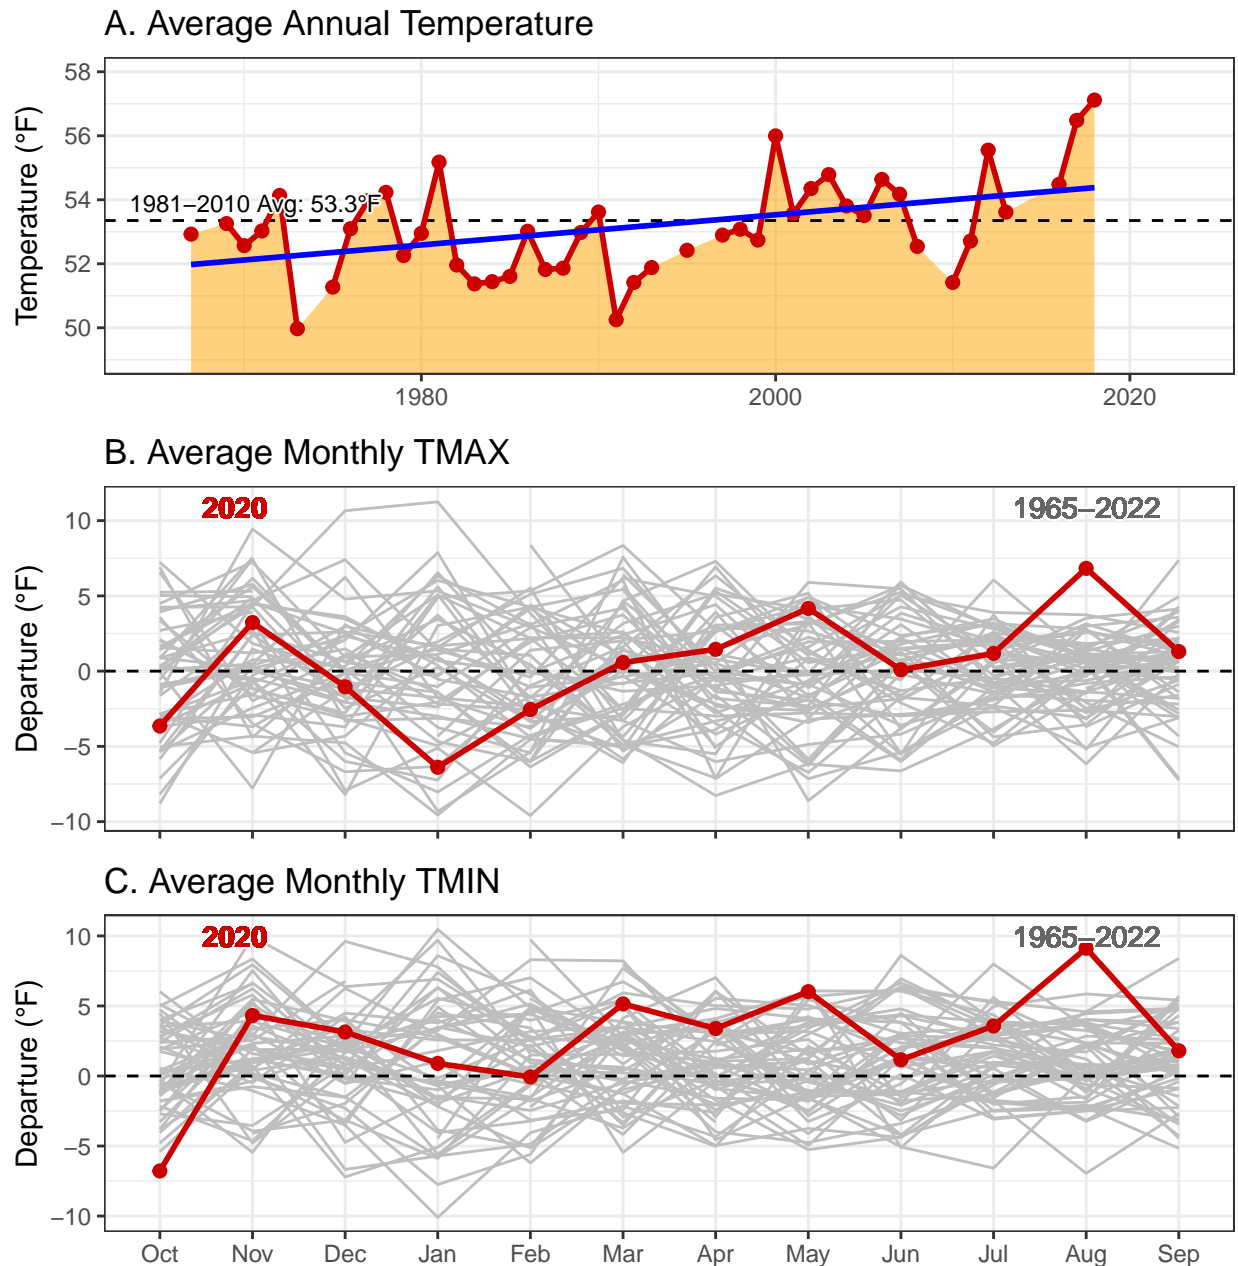 A. Average Annual Temperature
Temperature (°F)
58
56
54
52
50
1981–2010 Avg: 53.3°F
1980
2000
2020
B. Average Monthly TMAX
Departure (°F)
10
5
0
−5
−10
2020
1965–2022
C. Average Monthly TMIN
Departure (°F)
10
5
0
−5
−10
2020
1965–2022
Oct Nov Dec Jan Feb Mar Apr May Jun Jul Aug Sep